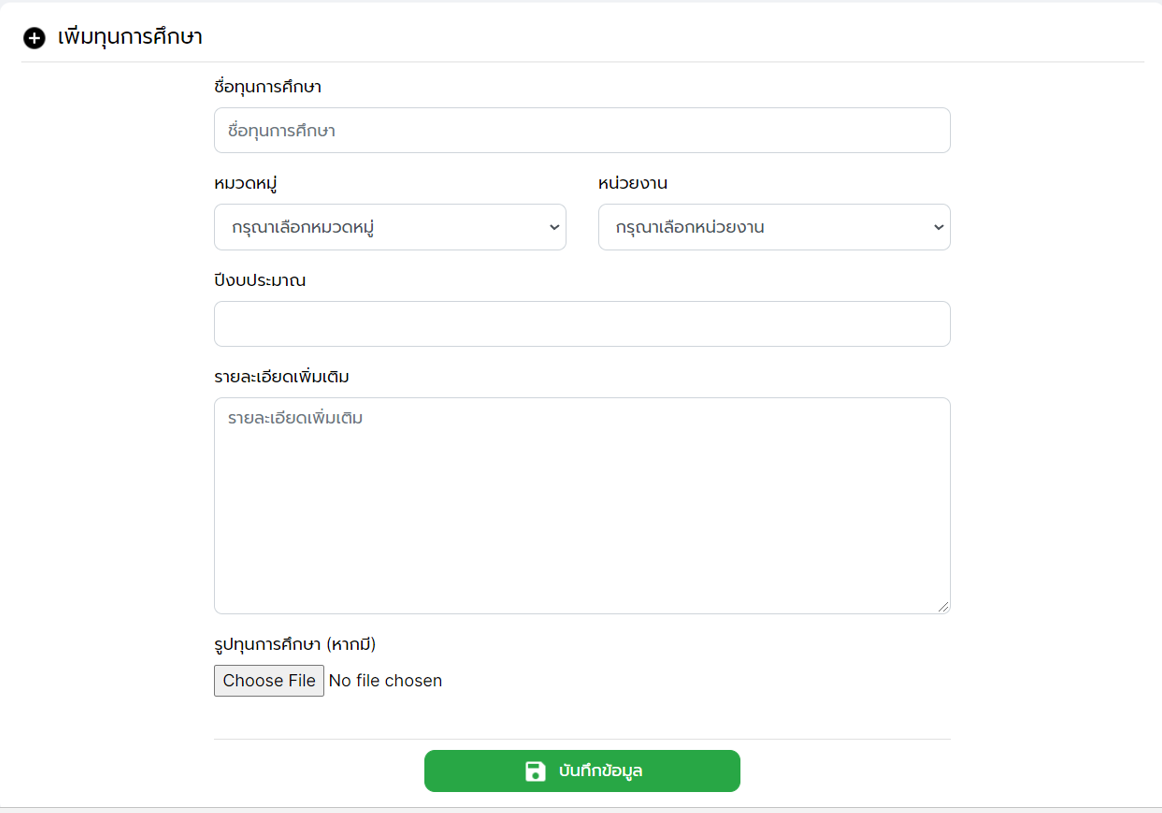 เพิ่มทุนการศึกษา
ชื่อทุนการศึกษา
ชื่อทุนการศึกษา
หมวดหมู่ หน่วยงาน
กรุณาเลือกหมวดหมู่ กรุณาเลือกหน่วยงาน
ปีงบประมาณ
รายละเอียดเพิ่มเติม
รายละเอียดเพิ่มเติม
รูปทุนการศึกษา (หากมี)
Choose File No file chosen
บันทึกข้อมูล